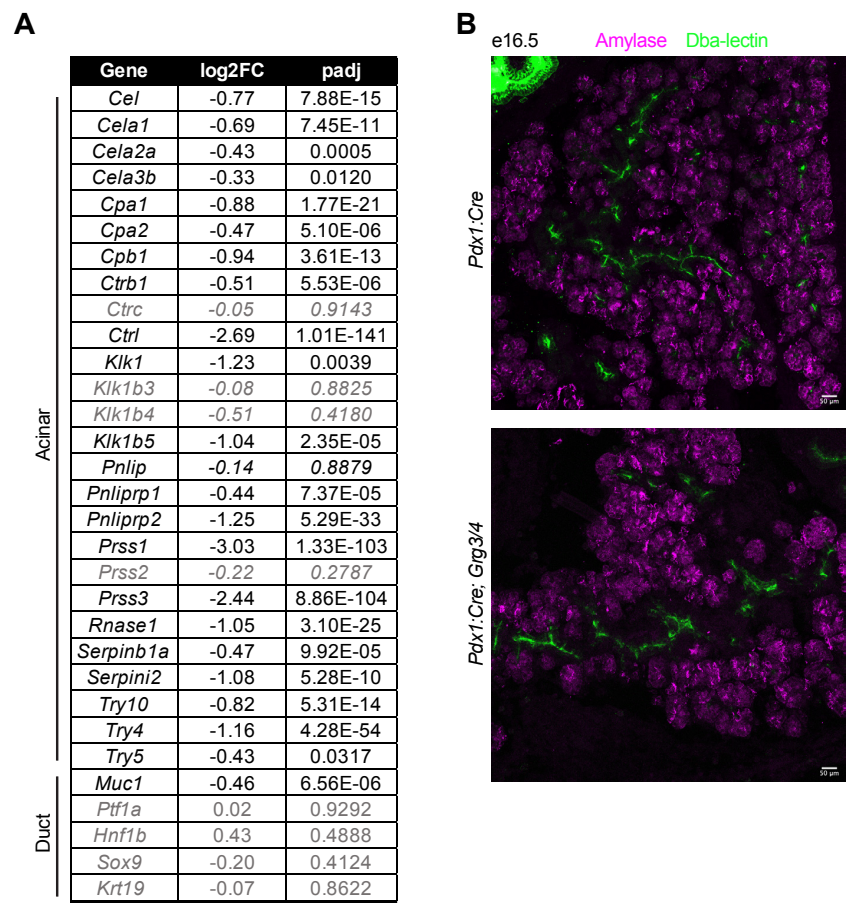 A
Gene log2FC padj
Cel -0.77 7.88E-15
Cela1 -0.69 7.45E-11
Cela2a -0.43 0.0005
Cela3b -0.33 0.0120
Cpa1 -0.88 1.77E-21
Cpa2 -0.47 5.10E-06
Cpb1 -0.94 3.61E-13
Ctrb1 -0.51 5.53E-06
Ctrc -0.05 0.9143
Ctrl -2.69 1.01E-141
Klk1 -1.23 0.0039
Klk1b3 -0.08 0.8825
Klk1b4 -0.51 0.4180
Klk1b5 -1.04 2.35E-05
Pnlip -0.14 0.8879
Pnliprp1 -0.44 7.37E-05
Pnliprp2 -1.25 5.29E-33
Prss1 -3.03 1.33E-103
Prss2 -0.22 0.2787
Prss3 -2.44 8.86E-104
Rnase1 -1.05 3.10E-25
Serpinb1a -0.47 9.92E-05
Serpini2 -1.08 5.28E-10
Try10 -0.82 5.31E-14
Try4 -1.16 4.28E-54
Try5 -0.43 0.0317
Muc1 -0.46 6.56E-06
Ptf1a 0.02 0.9292
Hnf1b 0.43 0.4888
Sox9 -0.20 0.4124
Krt19 -0.07 0.8622
Acinar
Duct
B
e16.5 Amylase Dba-lectin
Pdx1:Cre
50 µm
Pdx1:Cre; Grg3/4
50 µm